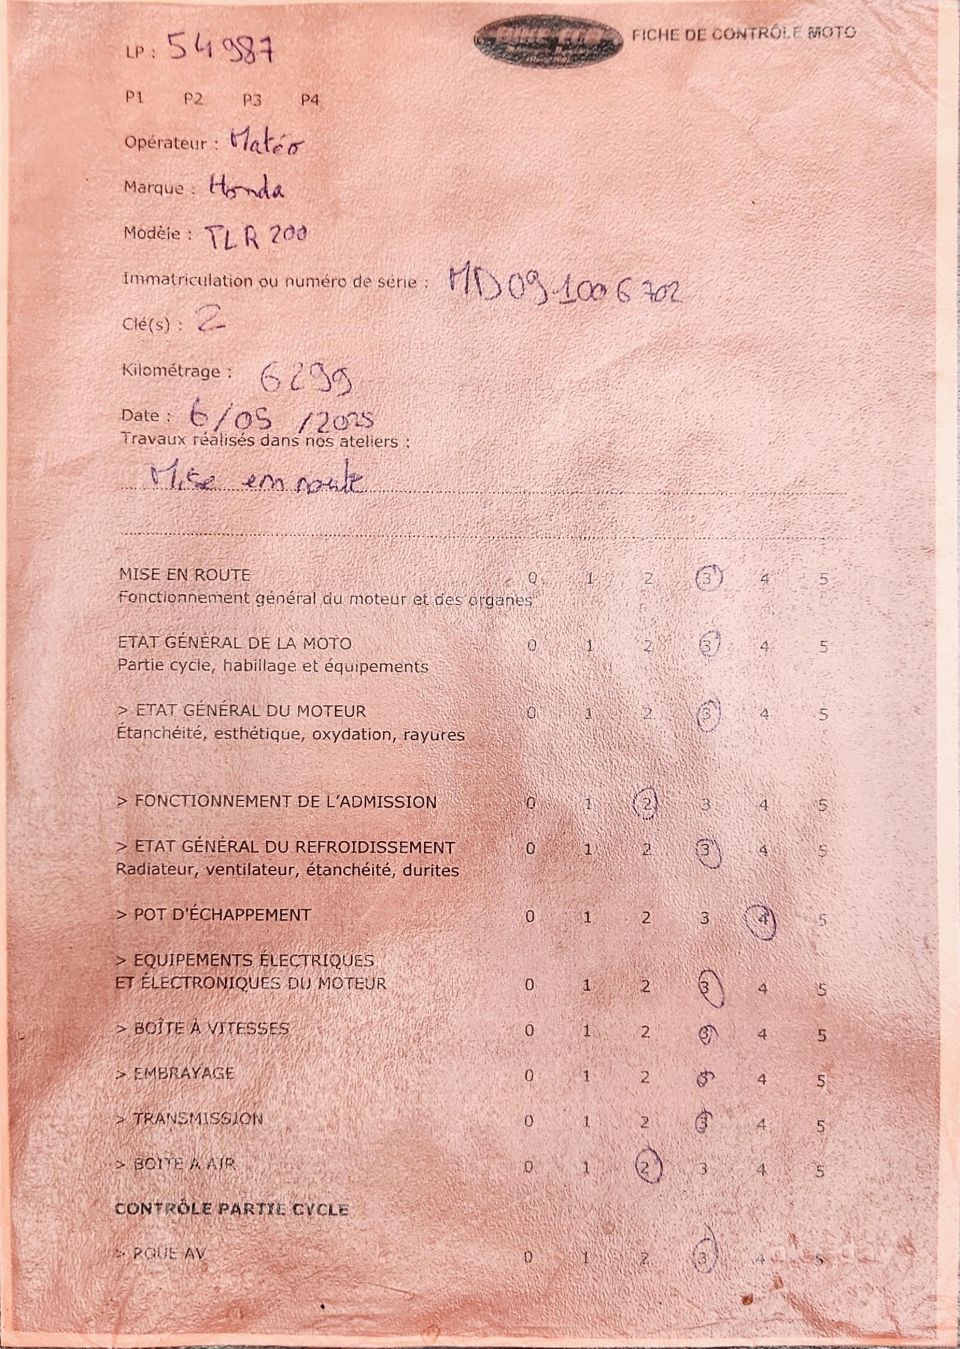 FICHE DE CONTRÔLE MOTO
LP : 54987
P1 P2 P3 P4
Opérateur : Matéo
Marque : Honda
Modèle : TLR 200
Immatriculation ou numéro de série : MD09-1006702
Clé(s) : 2
Kilométrage : 6299
Date : 6/05/2025
Travaux réalisés dans nos ateliers :
Mise en route
MISE EN ROUTE 0 1 2 3 4 5
Fonctionnement général du moteur et des organes
ETAT GÉNÉRAL DE LA MOTO 0 1 2 3 4 5
Partie cycle, habillage et équipements
> ETAT GÉNÉRAL DU MOTEUR 0 1 2 3 4 5
Étanchéité, esthétique, oxydation, rayures
> FONCTIONNEMENT DE L'ADMISSION 0 1 2 3 4 5
> ETAT GÉNÉRAL DU REFROIDISSEMENT 0 1 2 3 4 5
Radiateur, ventilateur, étanchéité, durites
> POT D'ÉCHAPPEMENT 0 1 2 3 4 5
> EQUIPEMENTS ÉLECTRIQUES
ET ÉLECTRONIQUES DU MOTEUR 0 1 2 3 4 5
> BOÎTE À VITESSES 0 1 2 3 4 5
> EMBRAYAGE 0 1 2 3 4 5
> TRANSMISSION 0 1 2 3 4 5
> BOITE A AIR 0 1 2 3 4 5
CONTRÔLE PARTIE CYCLE
> ROUE AV 0 1 2 3 4 5